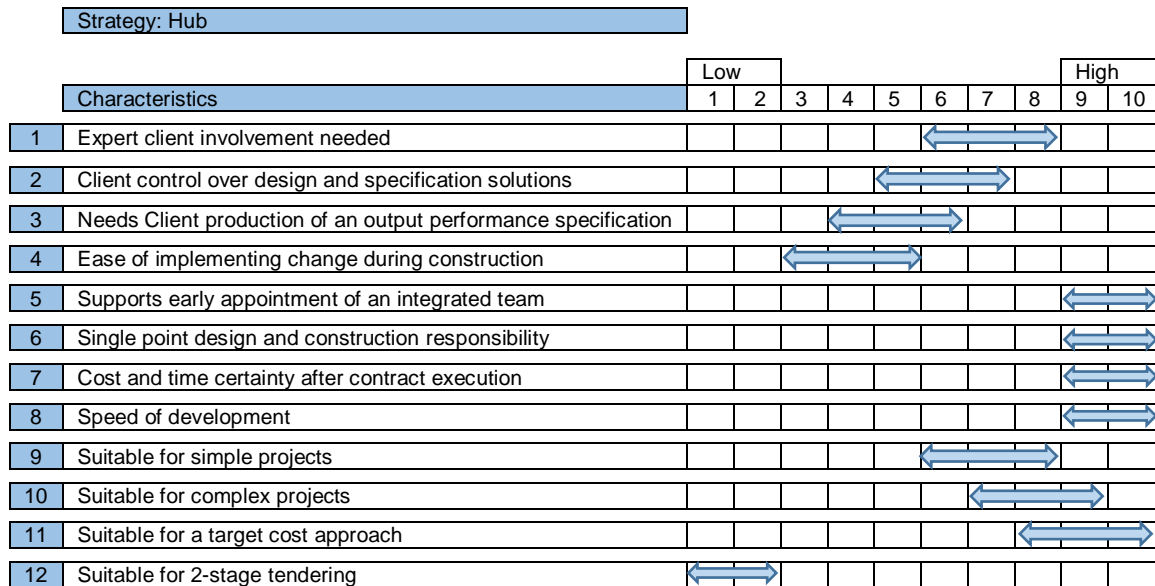 Strategy: Hub
Low High
Characteristics 1 2 3 4 5 6 7 8 9 10
1 Expert client involvement needed
2 Client control over design and specification solutions
3 Needs Client production of an output performance specification
4 Ease of implementing change during construction
5 Supports early appointment of an integrated team
6 Single point design and construction responsibility
7 Cost and time certainty after contract execution
8 Speed of development
9 Suitable for simple projects
10 Suitable for complex projects
11 Suitable for a target cost approach
12 Suitable for 2-stage tendering